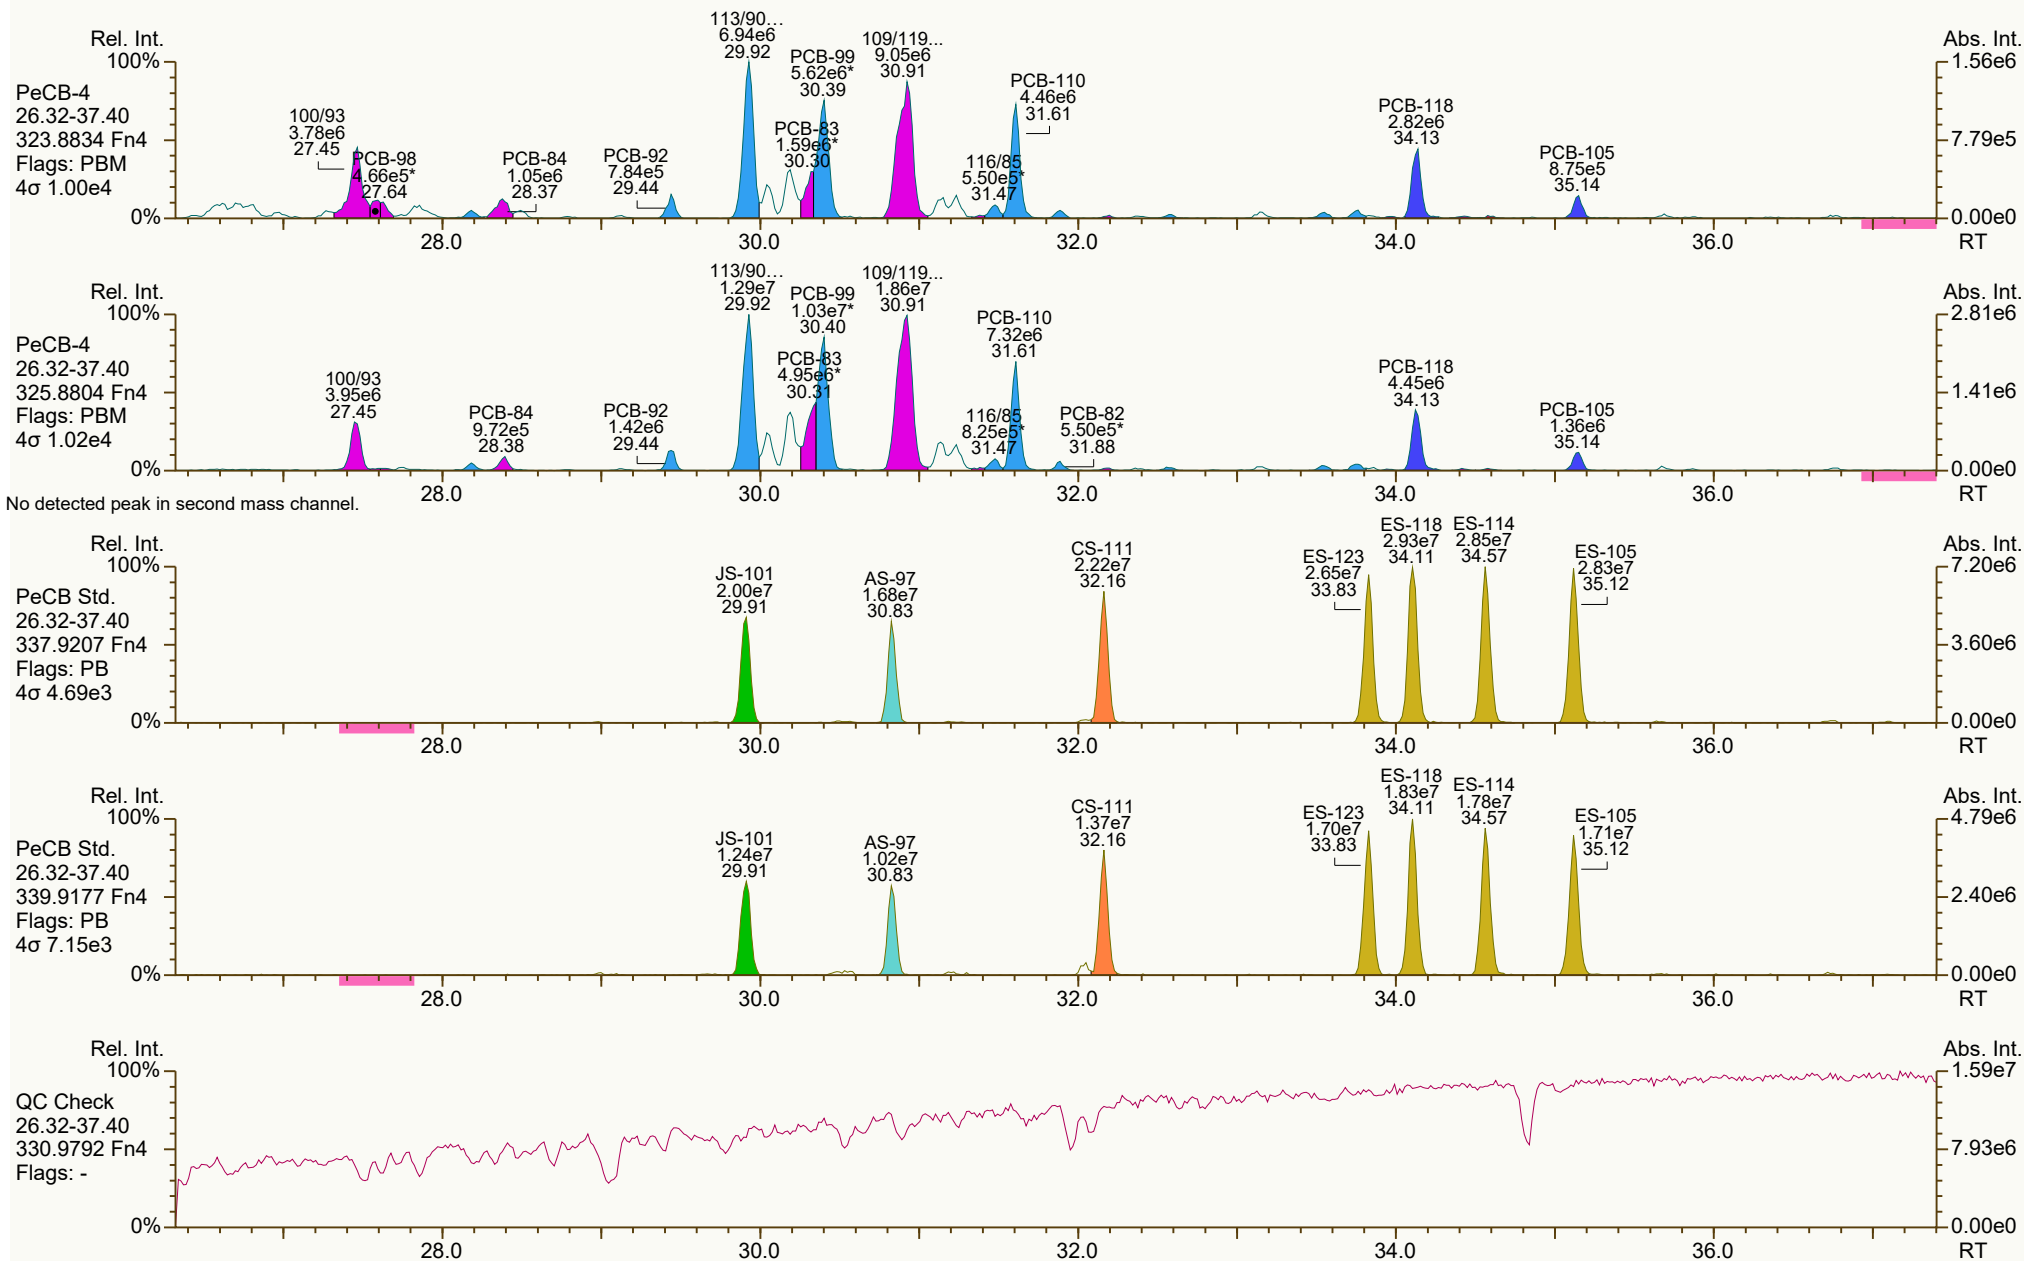 Rel. Int.
100%
0%
PeCB-4
26.32-37.40
323.8834 Fn4
Flags: PBM
4σ 1.00e4
100/93
3.78e6
27.45
PCB-98
4.66e5*
27.64
PCB-84
1.05e6
28.37
PCB-92
7.84e5
29.44
113/90...
6.94e6
29.92
PCB-83
1.59e6*
30.30
PCB-99
5.62e6*
30.39
109/119...
9.05e6
30.91
116/85
5.50e5*
31.47
PCB-110
4.46e6
31.61
PCB-118
2.82e6
34.13
PCB-105
8.75e5
35.14
Abs. Int.
1.56e6
7.79e5
0.00e0
28.0 30.0 32.0 34.0 36.0 RT
Rel. Int.
100%
0%
PeCB-4
26.32-37.40
325.8804 Fn4
Flags: PBM
4σ 1.02e4
100/93
3.95e6
27.45
PCB-84
9.72e5
28.38
PCB-92
1.42e6
29.44
113/90...
1.29e7
29.92
PCB-83
4.95e6*
30.31
PCB-99
1.03e7*
30.40
109/119...
1.86e7
30.91
116/85
8.25e5*
31.47
PCB-110
7.32e6
31.61
PCB-82
5.50e5*
31.88
PCB-118
4.45e6
34.13
PCB-105
1.36e6
35.14
Abs. Int.
2.81e6
1.41e6
0.00e0
28.0 30.0 32.0 34.0 36.0 RT
No detected peak in second mass channel.
Rel. Int.
100%
0%
PeCB Std.
26.32-37.40
337.9207 Fn4
Flags: PB
4σ 4.69e3
JS-101
2.00e7
29.91
AS-97
1.68e7
30.83
CS-111
2.22e7
32.16
ES-123
2.65e7
33.83
ES-118
2.93e7
34.11
ES-114
2.85e7
34.57
ES-105
2.83e7
35.12
Abs. Int.
7.20e6
3.60e6
0.00e0
28.0 30.0 32.0 34.0 36.0 RT
Rel. Int.
100%
0%
PeCB Std.
26.32-37.40
339.9177 Fn4
Flags: PB
4σ 7.15e3
JS-101
1.24e7
29.91
AS-97
1.02e7
30.83
CS-111
1.37e7
32.16
ES-123
1.70e7
33.83
ES-118
1.83e7
34.11
ES-114
1.78e7
34.57
ES-105
1.71e7
35.12
Abs. Int.
4.79e6
2.40e6
0.00e0
28.0 30.0 32.0 34.0 36.0 RT
Rel. Int.
100%
0%
QC Check
26.32-37.40
330.9792 Fn4
Flags: -
Abs. Int.
1.59e7
7.93e6
0.00e0
28.0 30.0 32.0 34.0 36.0 RT